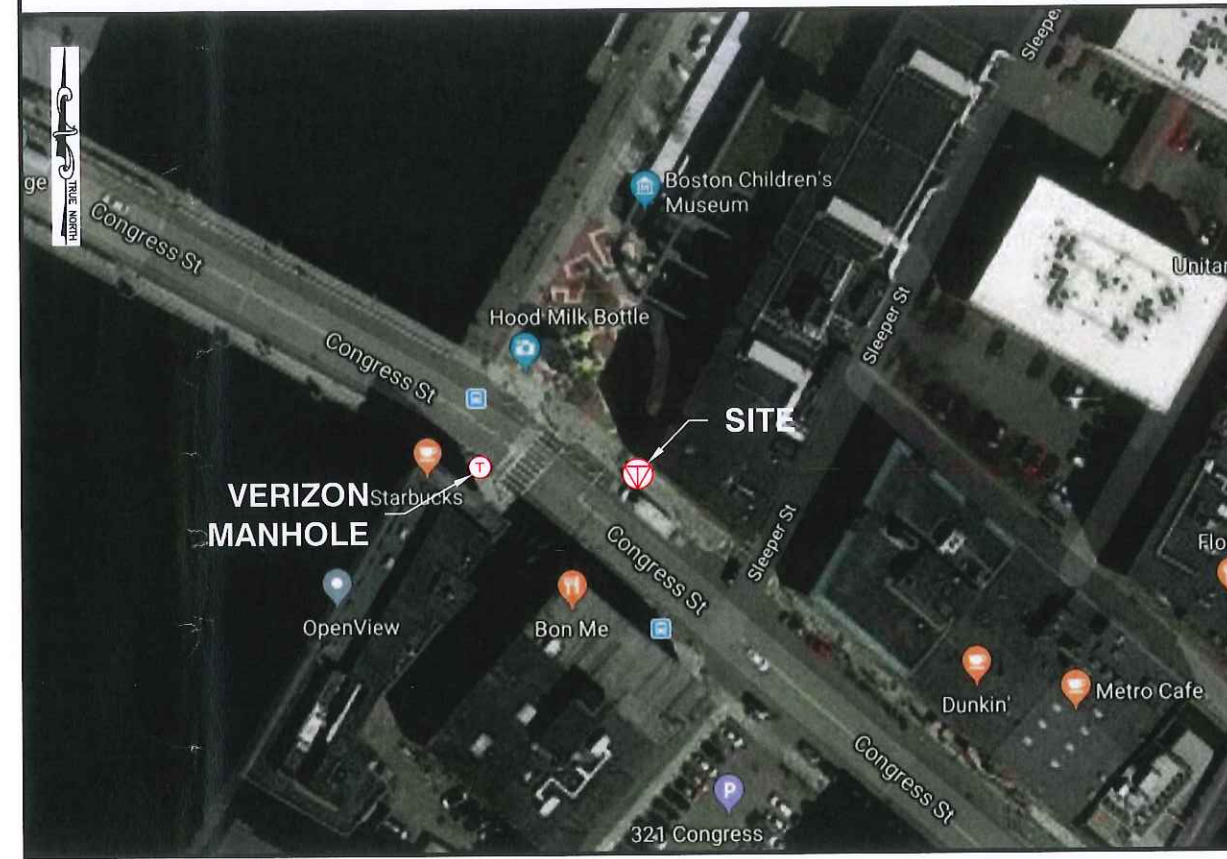 Sleeper
TRUE NORTH
ge
Congress St
Boston Children's
Museum
Unitar
Hood Milk Bottle
Sleeper St
Congress St
SITE
VERIZON
MANHOLE
Starbucks
T
Sleeper St
Flo
Congress St
OpenView
Bon Me
Dunkin'
Metro Cafe
Congress St
P
321 Congress